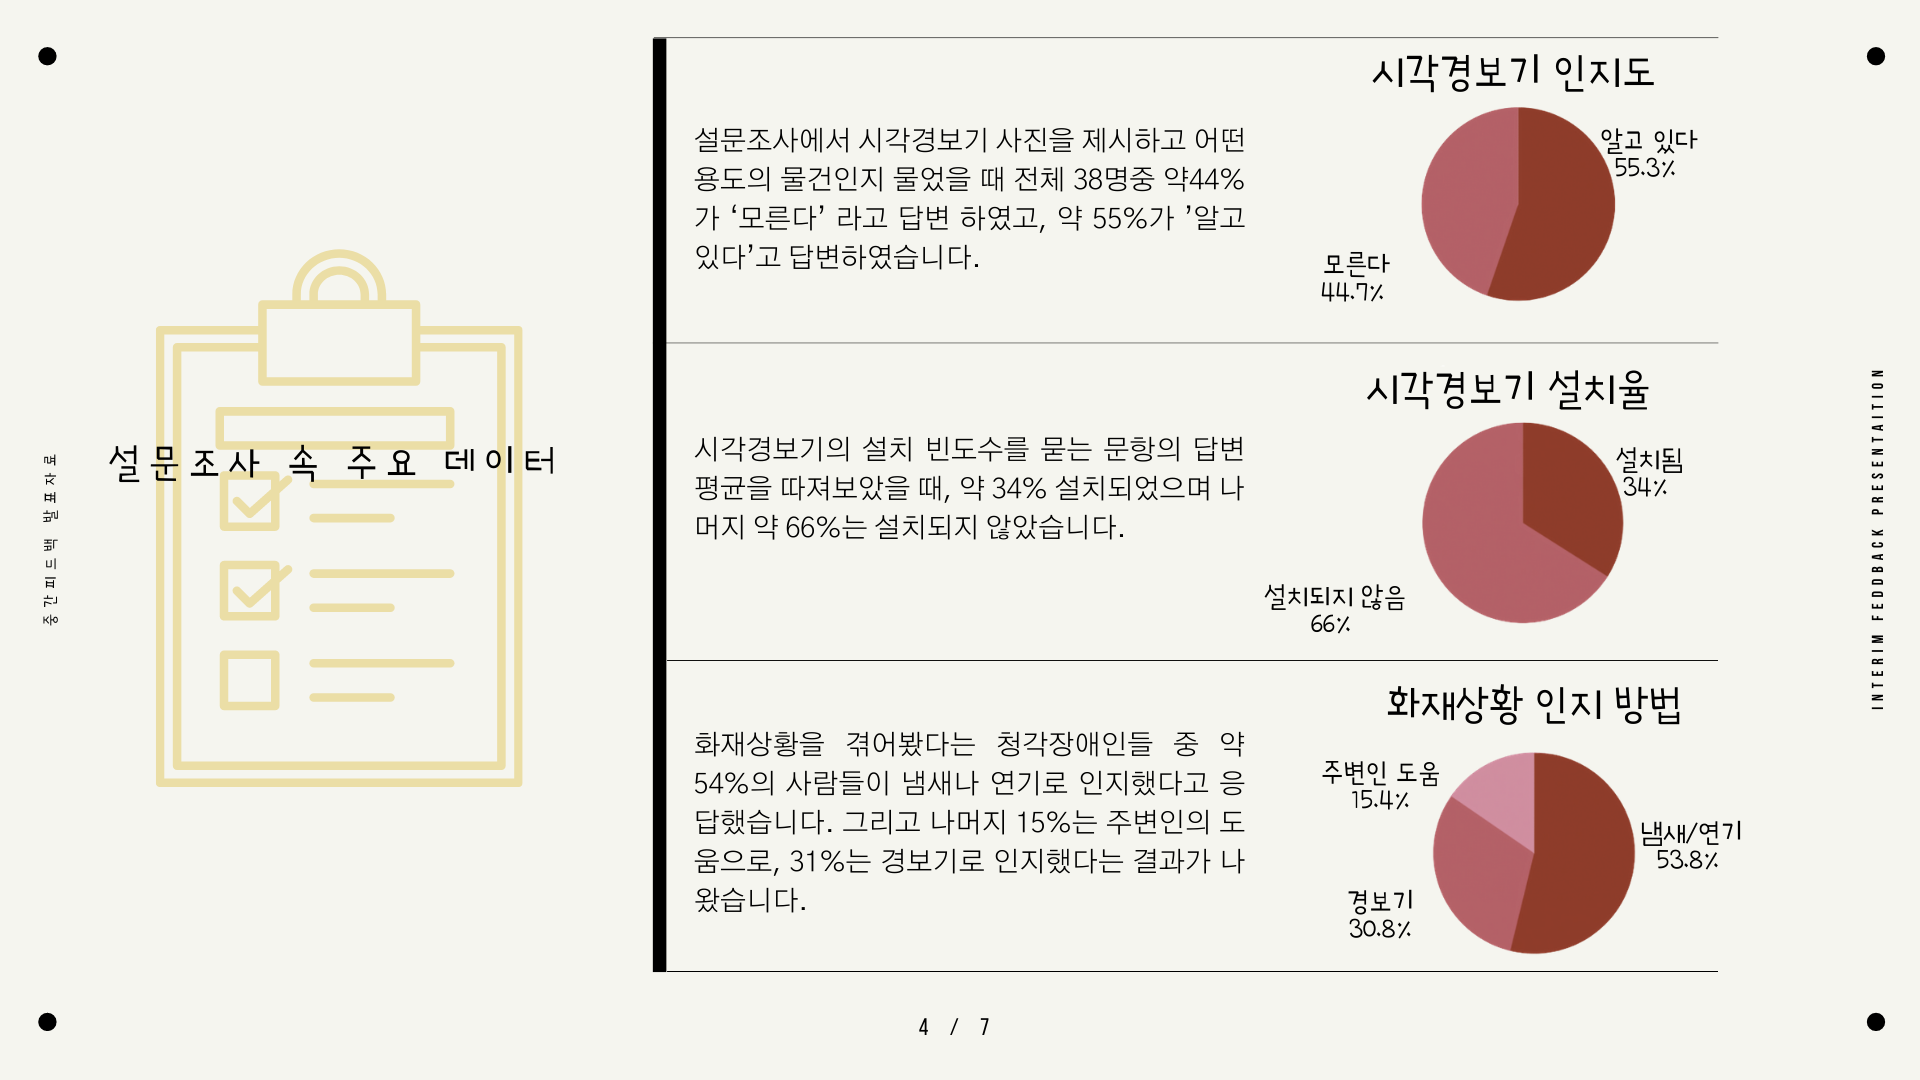 중간피드백 발표자료
설문조사 속 주요 데이터
설문조사에서 시각경보기 사진을 제시하고 어떤
용도의 물건인지 물었을 때 전체 38명중 약44%
가 ‘모른다’ 라고 답변 하였고, 약 55%가 ’알고
있다’고 답변하였습니다.
시각경보기 인지도
알고 있다
55.3%
모른다
44.7%
시각경보기의 설치 빈도수를 묻는 문항의 답변
평균을 따져보았을 때, 약 34% 설치되었으며 나
머지 약 66%는 설치되지 않았습니다.
시각경보기 설치율
설치됨
34%
설치되지 않음
66%
화재상황을 겪어봤다는 청각장애인들 중 약
54%의 사람들이 냄새나 연기로 인지했다고 응
답했습니다. 그리고 나머지 15%는 주변인의 도
움으로, 31%는 경보기로 인지했다는 결과가 나
왔습니다.
화재상황 인지 방법
주변인 도움
15.4%
냄새/연기
53.8%
경보기
30.8%
INTERIM FEDDBACK PRESENTAITION
4 / 7